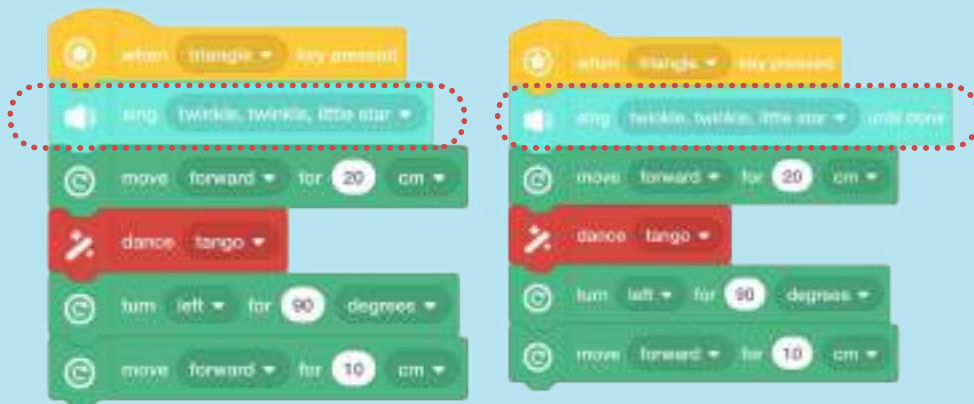 when triangle key pressed
sing twinkle, twinkle, little star
move forward for 20 cm
dance tango
turn left for 90 degrees
move forward for 10 cm
when triangle key pressed
sing twinkle, twinkle, little star until done
move forward for 20 cm
dance tango
turn left for 90 degrees
move forward for 10 cm